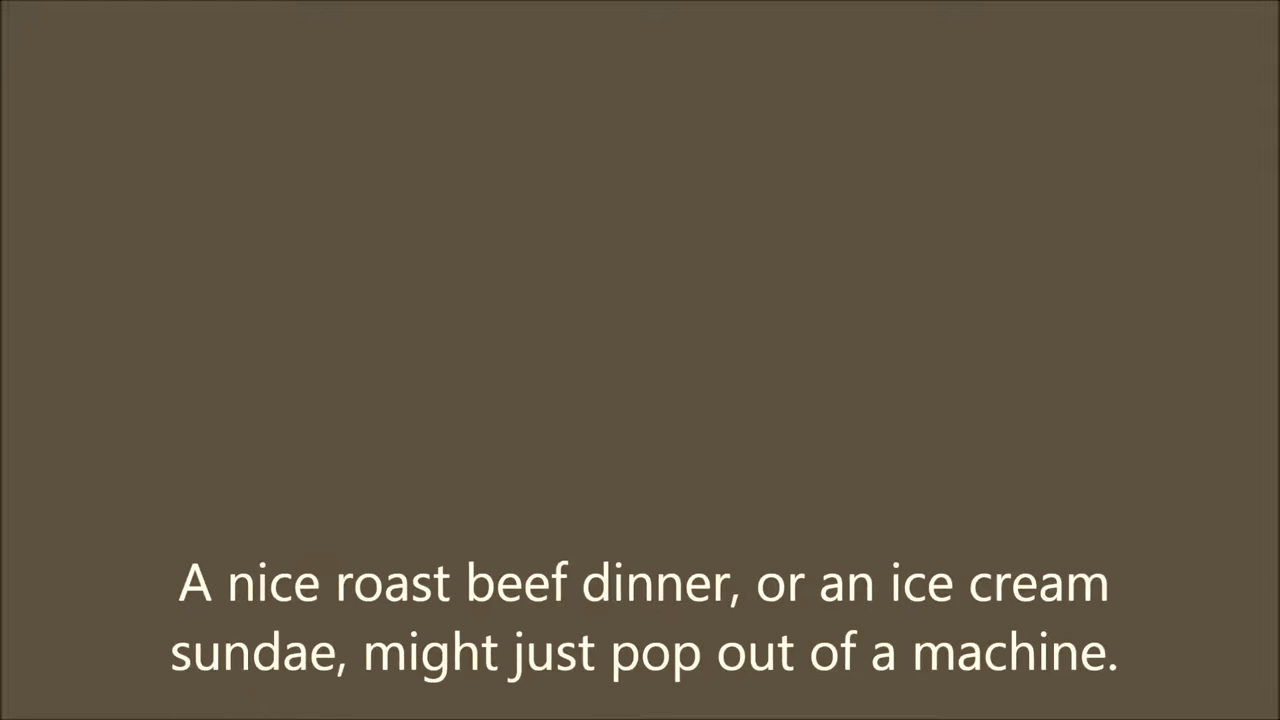 A nice roast beef dinner, or an ice cream
sundae, might just pop out of a machine.